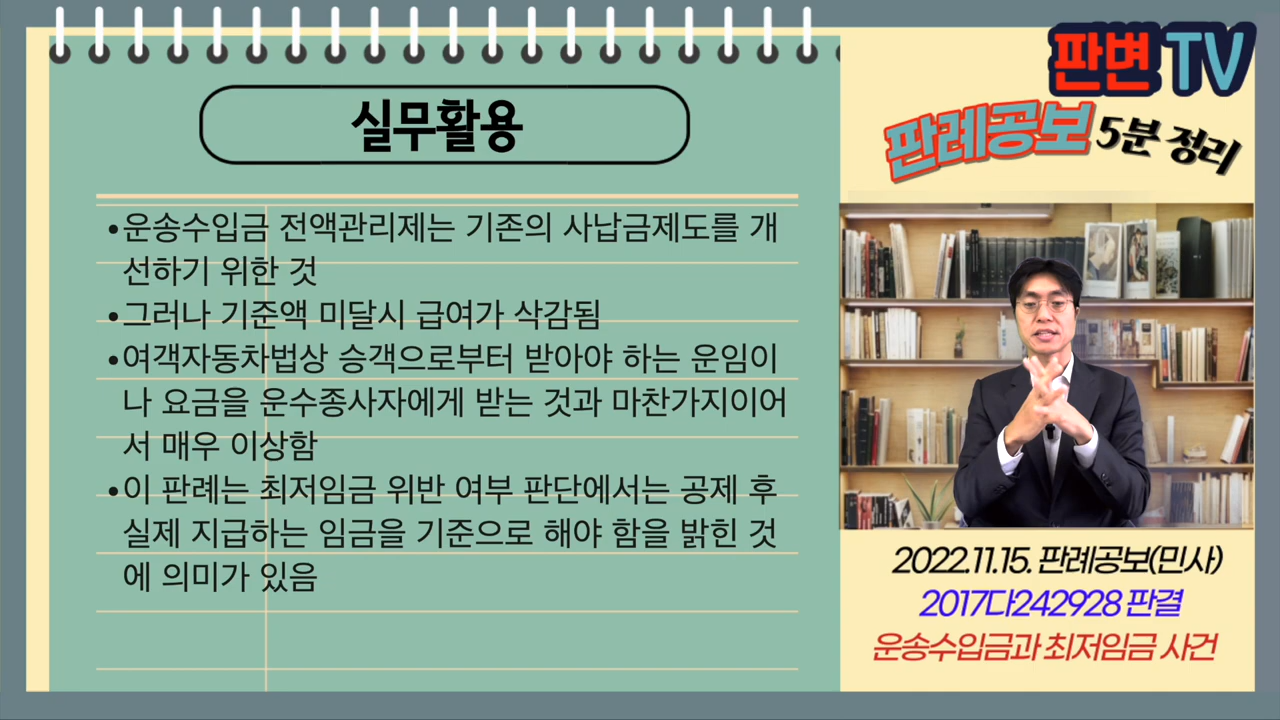 실무활용
•운송수입금 전액관리제는 기존의 사납금제도를 개
선하기 위한 것
•그러나 기준액 미달시 급여가 삭감됨
•여객자동차법상 승객으로부터 받아야 하는 운임이
나 요금을 운수종사자에게 받는 것과 마찬가지이어
서 매우 이상함
•이 판례는 최저임금 위반 여부 판단에서는 공제 후
실제 지급하는 임금을 기준으로 해야 함을 밝힌 것
에 의미가 있음
판변 TV
판례공보 5분 정리
2022.11.15. 판례공보(민사)
2017다242928 판결
운송수입금과 최저임금 사건